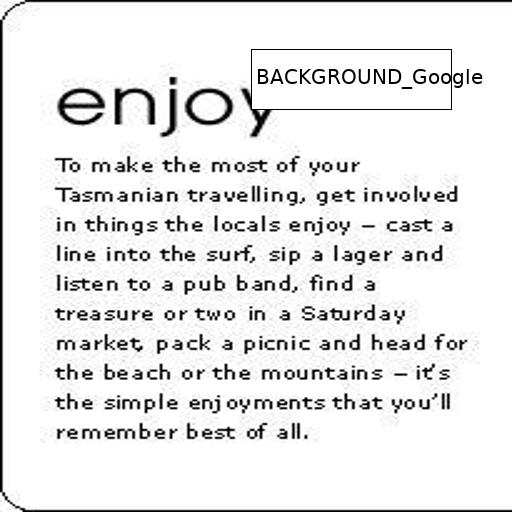 enjoy
BACKGROUND_Google
To make the most of your
Tasmanian travelling, get involved
in things the locals enjoy – cast a
line into the surf, sip a lager and
listen to a pub band, find a
treasure or two in a Saturday
market, pack a picnic and head for
the beach or the mountains – it's
the simple enjoyments that you'll
remember best of all.